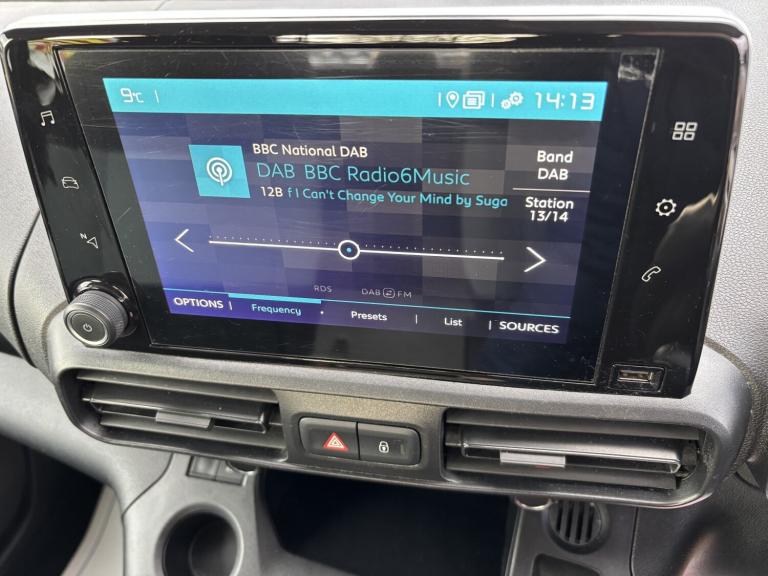 9°C
14:13
BBC National DAB
DAB BBC Radio6Music
12B f I Can't Change Your Mind by Suga
Band
DAB
Station
13/14
RDS DAB FM
OPTIONS Frequency Presets List SOURCES
N